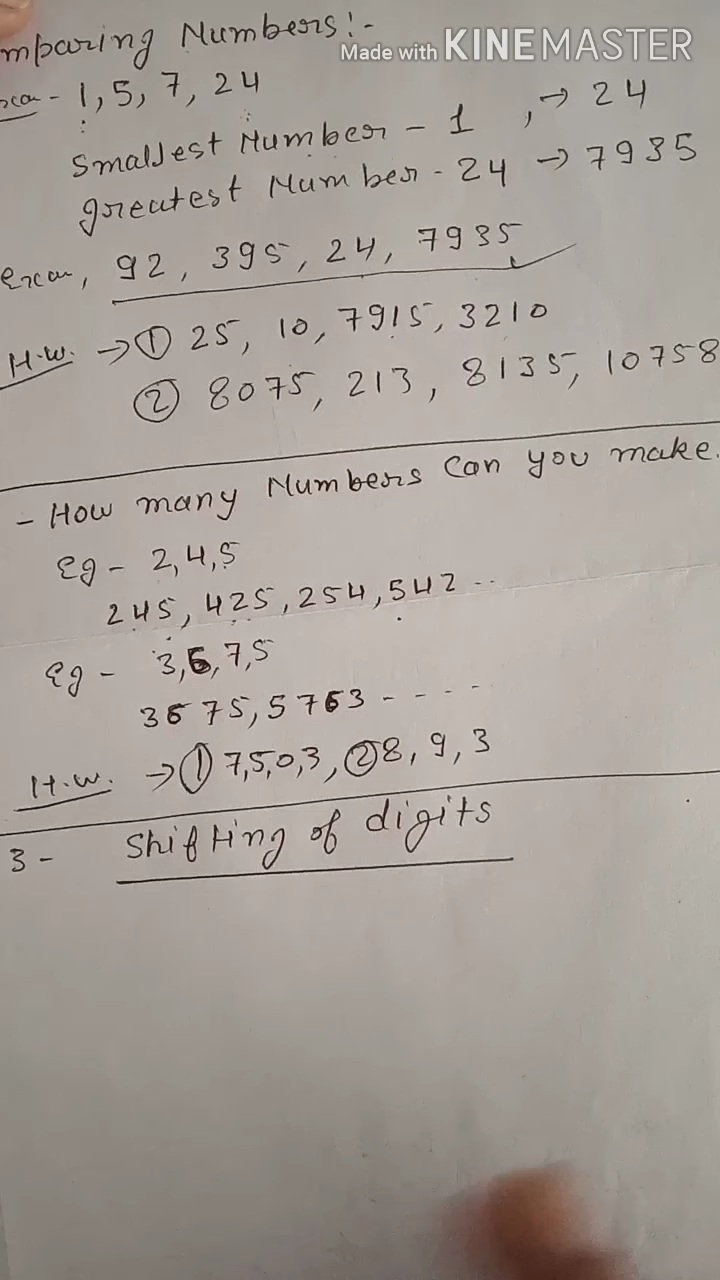 mparing Numbers:-
Made with KINEMASTER
- 1, 5, 7, 24
Smallest Number - 1 , → 24
greatest Number - 24 → 7935
Exam, 92, 395, 24, 7935
H.W. → ① 25, 10, 7915, 3210
② 8075, 213, 8135, 10758
- How many Numbers Can you make.
Eg - 2,4,5
245, 425, 254, 542 --
Eg - 3,6,7,5
3675, 5763 - - - -
H.W. → ① 7,5,0,3, ② 8, 9, 3
3 - Shifting of digits